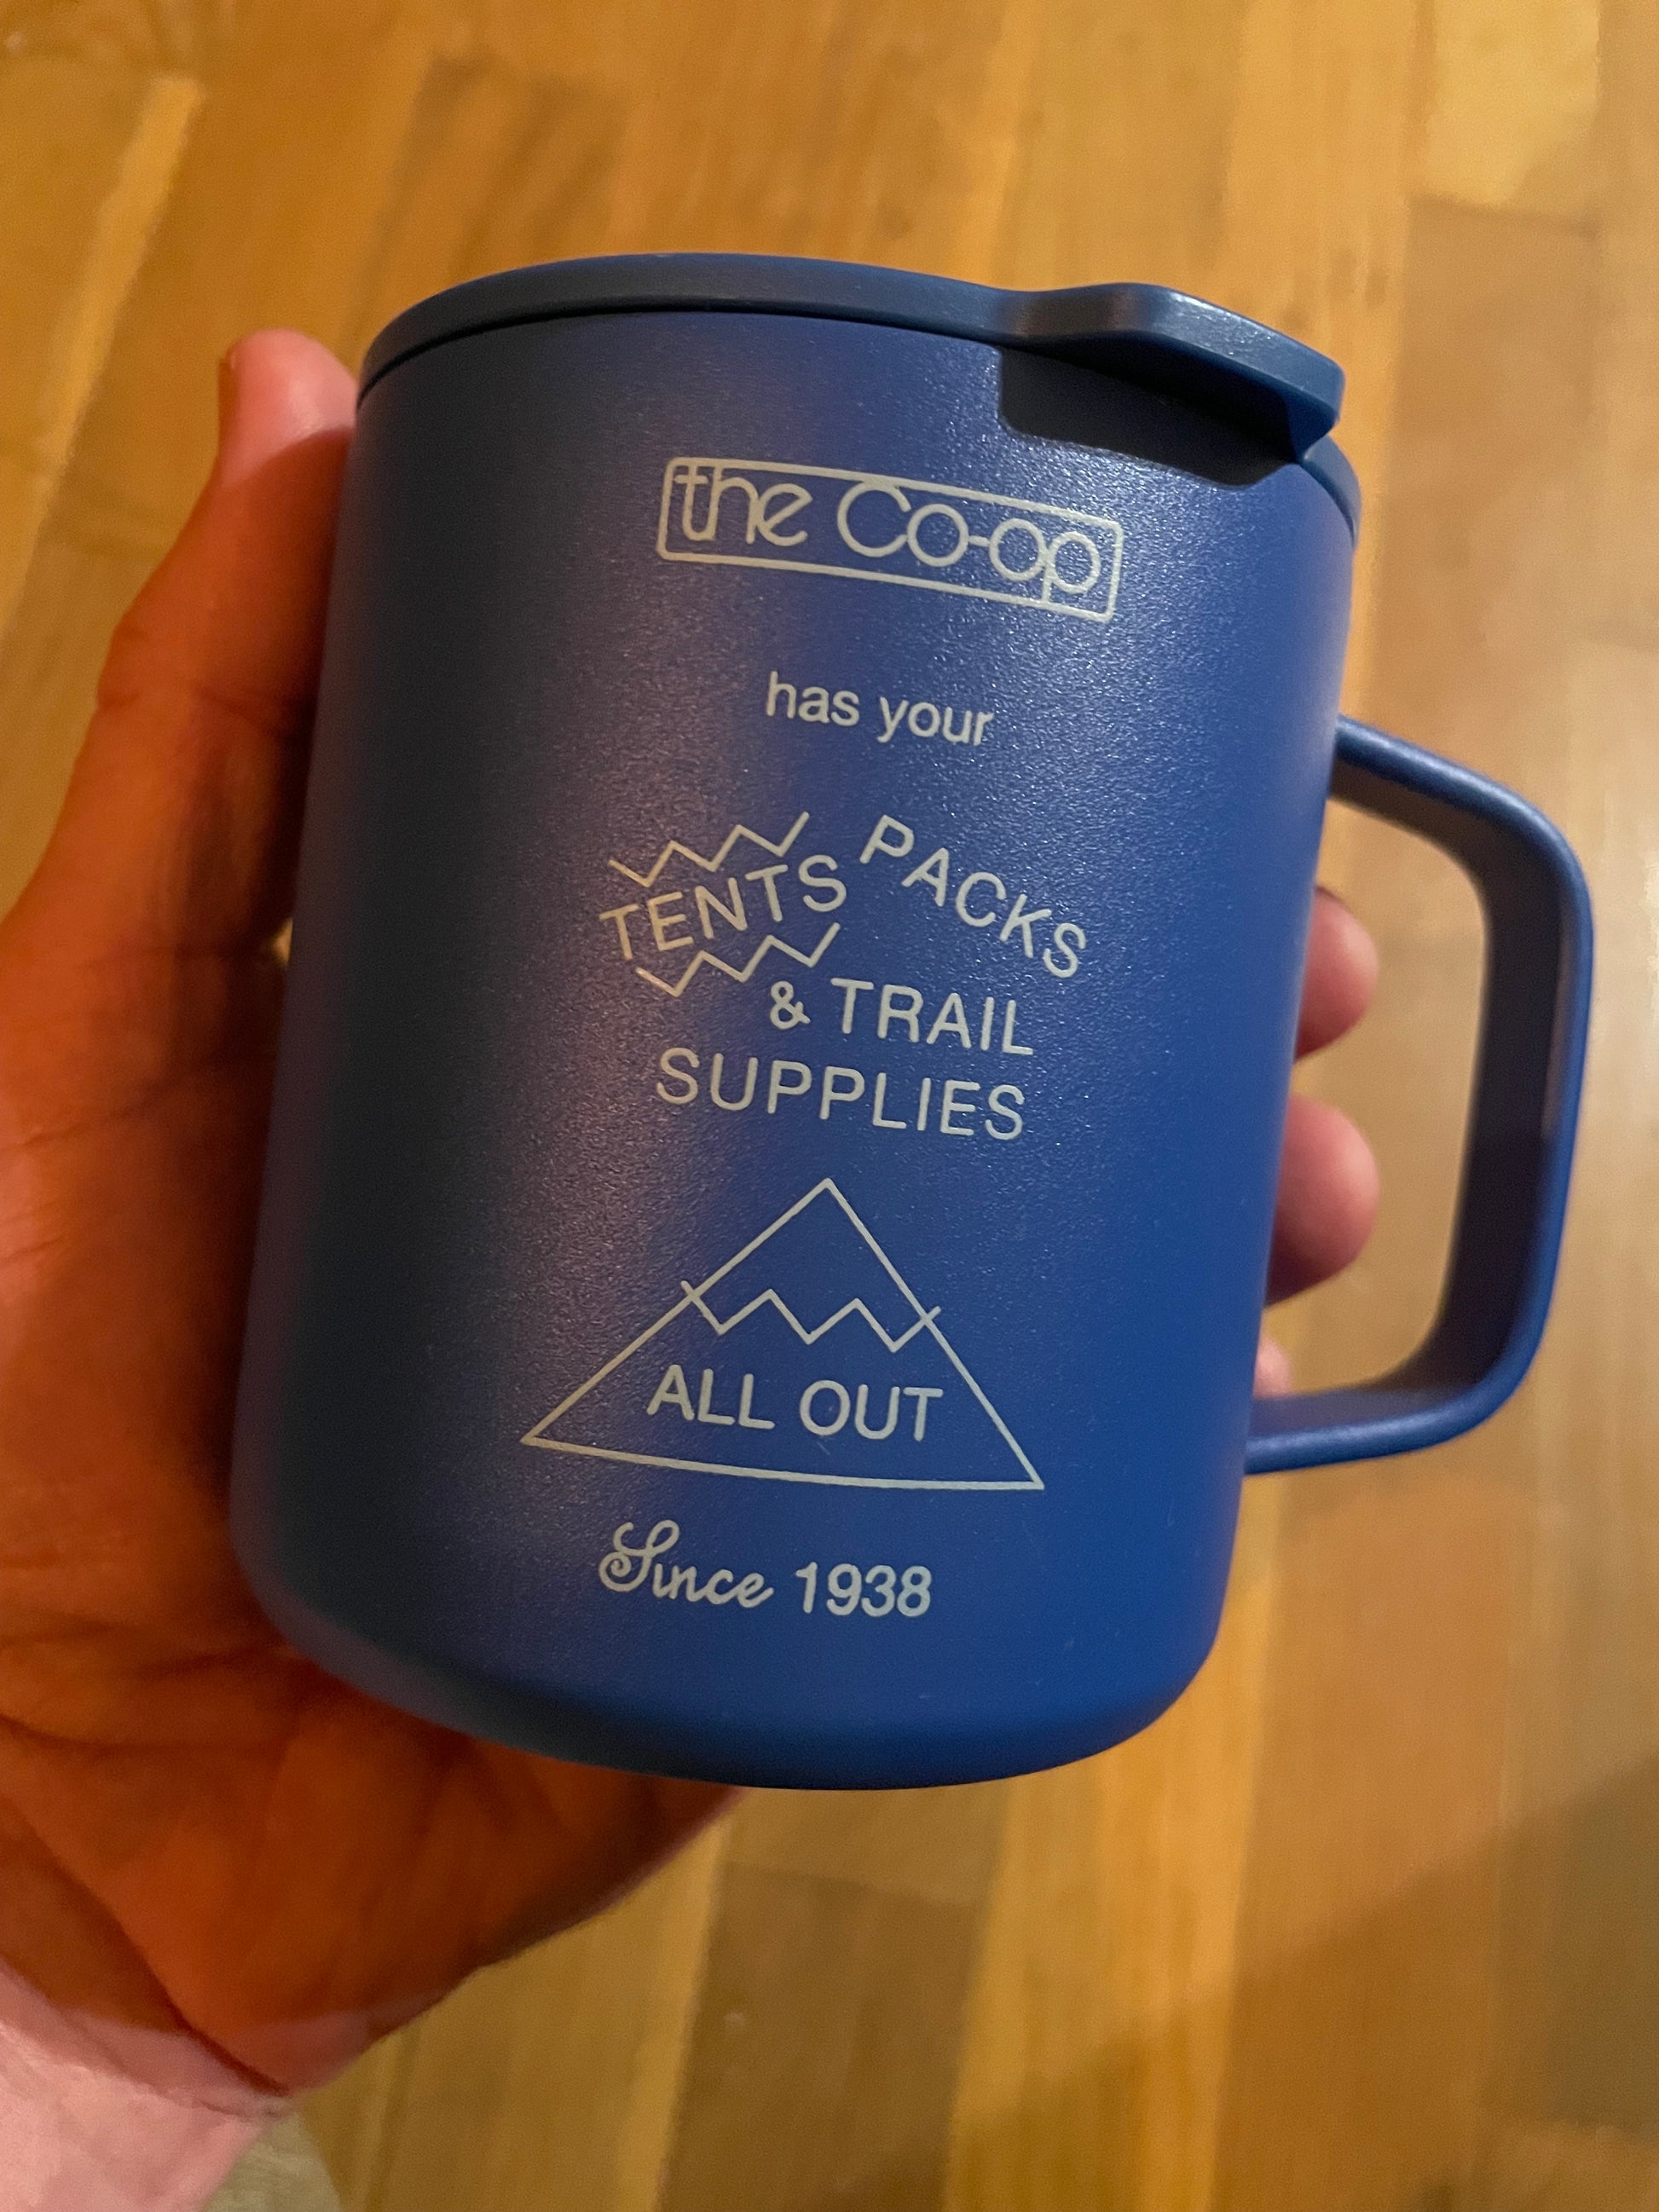 the Co-op
has your
TENTS PACKS
& TRAIL
SUPPLIES
ALL OUT
Since 1938